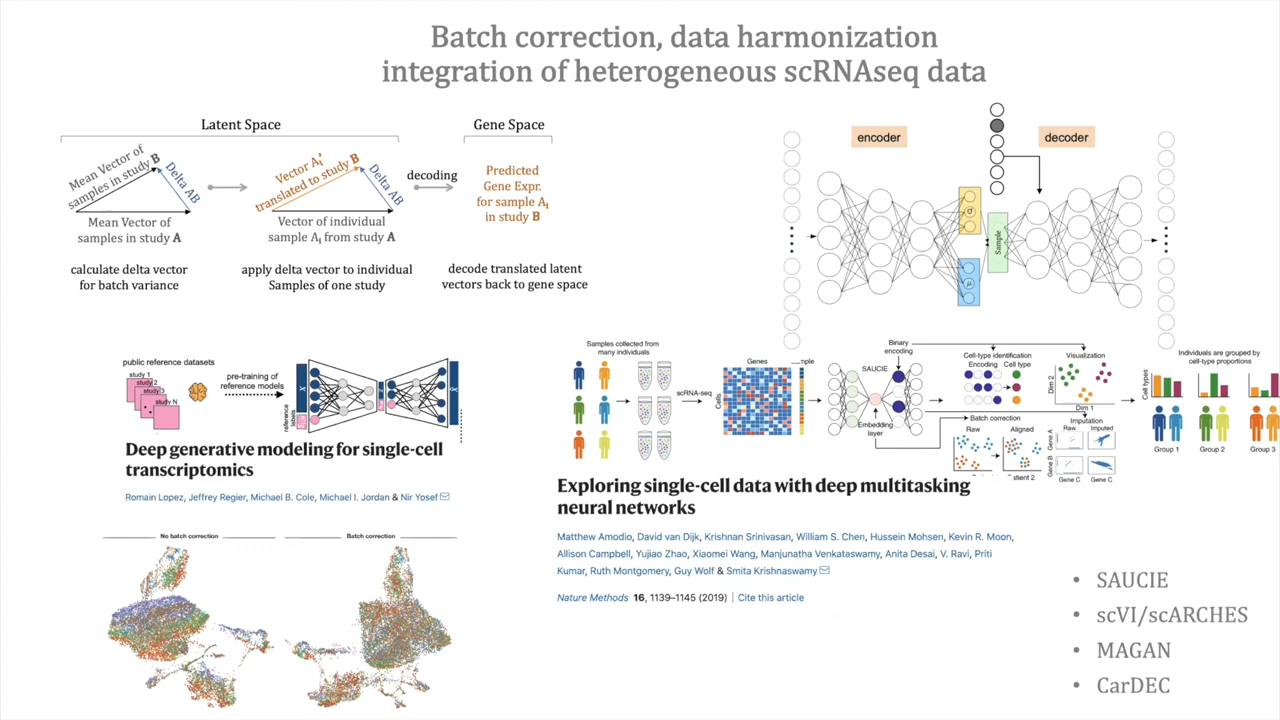 Batch correction, data harmonization
integration of heterogeneous scRNAseq data
Latent Space
Gene Space
Mean Vector of
samples in study B
Delta AB
Mean Vector of
samples in study A
calculate delta vector
for batch variance
Vector Ai'
translated to study B
Delta AB
Vector of individual
sample Ai from study A
apply delta vector to individual
Samples of one study
decoding
Predicted
Gene Expr.
for sample Ai
in study B
decode translated latent
vectors back to gene space
encoder
decoder
σ
μ
Sample
public reference datasets
study 1
study 2
study 3
study N
pre-training of
reference models
reference
labels
X
X̂
Deep generative modeling for single-cell
transcriptomics
Romain Lopez, Jeffrey Regier, Michael B. Cole, Michael I. Jordan & Nir Yosef
No batch correction
Batch correction
Samples collected from
many individuals
scRNA-seq
Genes
Cells
Binary
encoding
SAUCIE
Embedding
layer
Cell-type identification
Encoding Cell type
Visualization
Dim 2
Dim 1
Batch correction
Raw
Aligned
Imputation
Raw
Imputed
Gene A
Gene B
Gene C
Gene C
Individuals are grouped by
cell-type proportions
Cell types
Group 1
Group 2
Group 3
Exploring single-cell data with deep multitasking
neural networks
Matthew Amodio, David van Dijk, Krishnan Srinivasan, William S. Chen, Hussein Mohsen, Kevin R. Moon,
Allison Campbell, Yujiao Zhao, Xiaomei Wang, Manjunatha Venkataswamy, Anita Desai, V. Ravi, Priti
Kumar, Ruth Montgomery, Guy Wolf & Smita Krishnaswamy
Nature Methods 16, 1139–1145 (2019) | Cite this article
• SAUCIE
• scVI/scARCHES
• MAGAN
• CarDEC